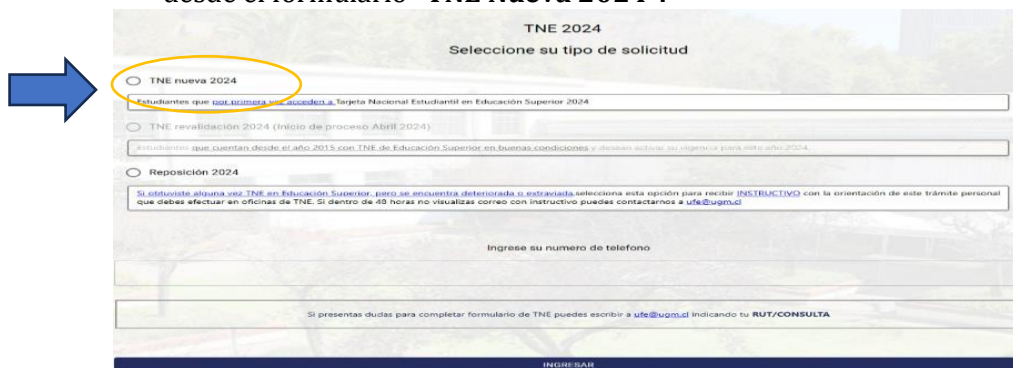 desde el formulario "TNE Nueva 2024".
TNE 2024
Seleccione su tipo de solicitud
TNE nueva 2024
Estudiantes que por primera vez acceden a Tarjeta Nacional Estudiantil en Educación Superior 2024
TNE revalidación 2024 (Inicio de proceso Abril 2024)
Estudiantes que cuentan desde el año 2015 con TNE de Educación Superior en buenas condiciones y desean activar su vigencia para este año 2024.
Reposición 2024
Si obtuviste alguna vez TNE en Educación Superior, pero se encuentra deteriorada o extraviada,selecciona esta opción para recibir INSTRUCTIVO con la orientación de este trámite personal
que debes efectuar en oficinas de TNE. Si dentro de 48 horas no visualizas correo con instructivo puedes contactarnos a ufe@ugm.cl
Ingrese su numero de telefono
Si presentas dudas para completar formulario de TNE puedes escribir a ufe@ugm.cl indicando tu RUT/CONSULTA
INGRESAR